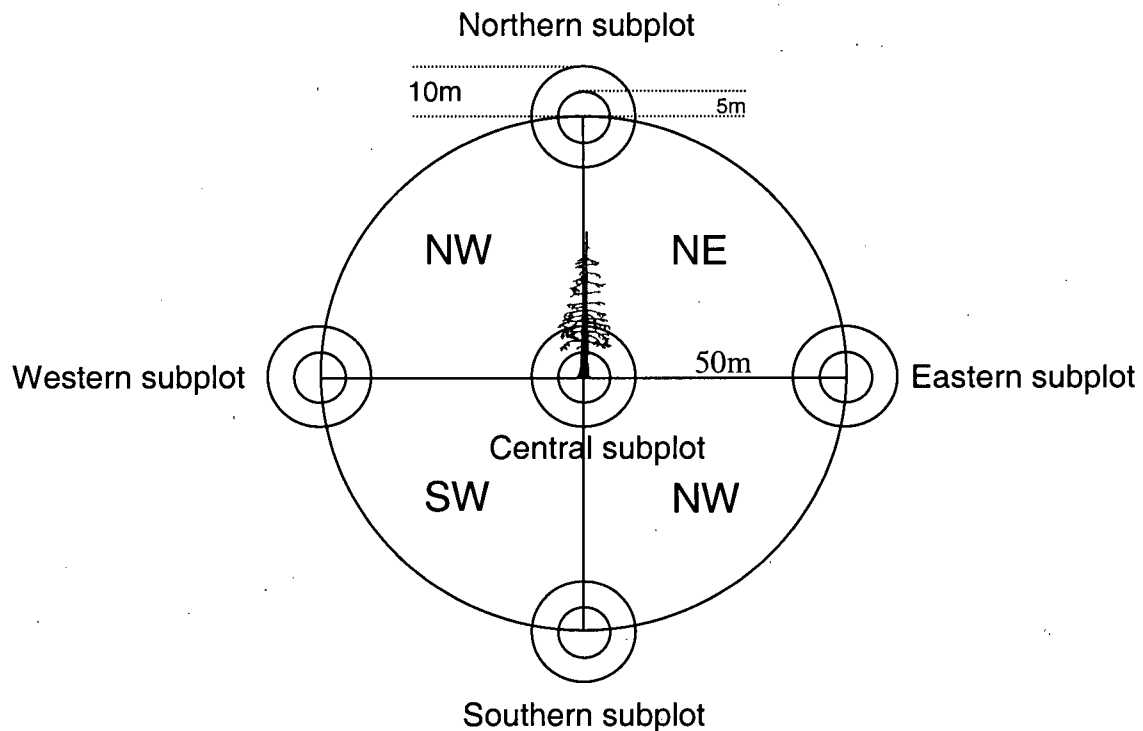 Northern subplot
10m
5m
NW
NE
Western subplot
50m
Eastern subplot
Central subplot
SW
NW
Southern subplot